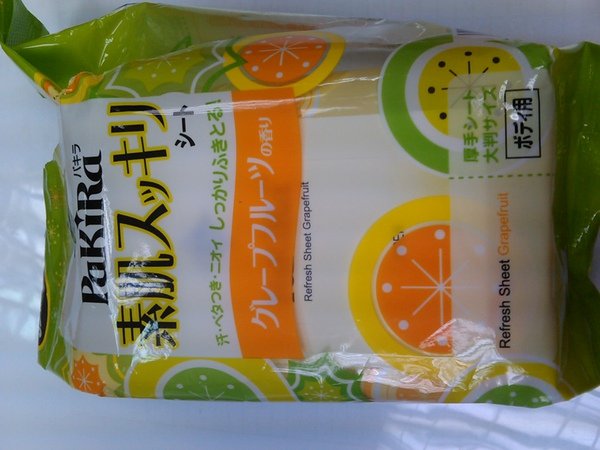 PaKiRa
パキラ
素肌スッキリ
シート
汗・ベタつき・ニオイ しっかりふきとる!
グレープフルーツの香り
Refresh Sheet Grapefruit
厚手シート
大判サイズ
ボディ用
Refresh Sheet Grapefruit